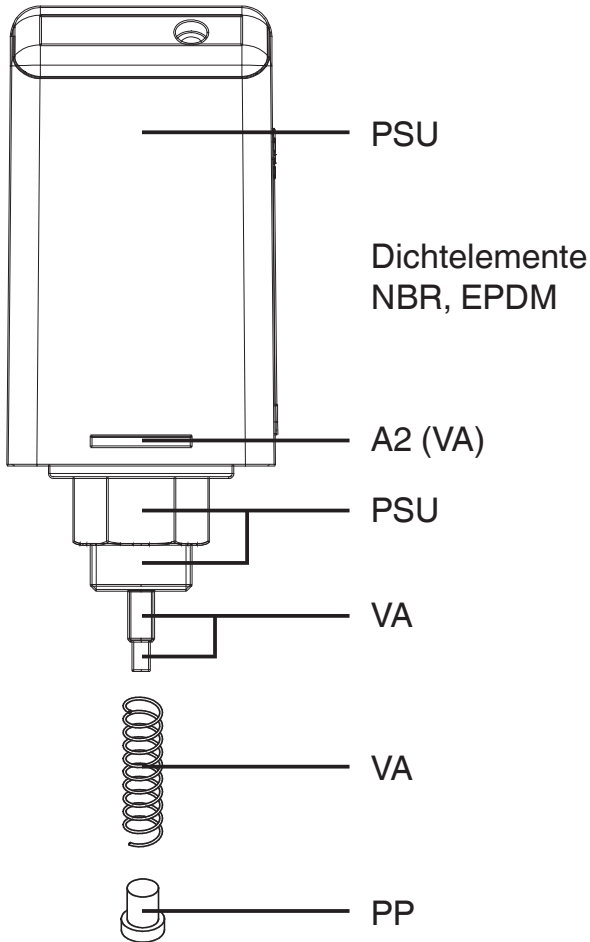 PSU
Dichtelemente
NBR, EPDM
A2 (VA)
PSU
VA
VA
PP